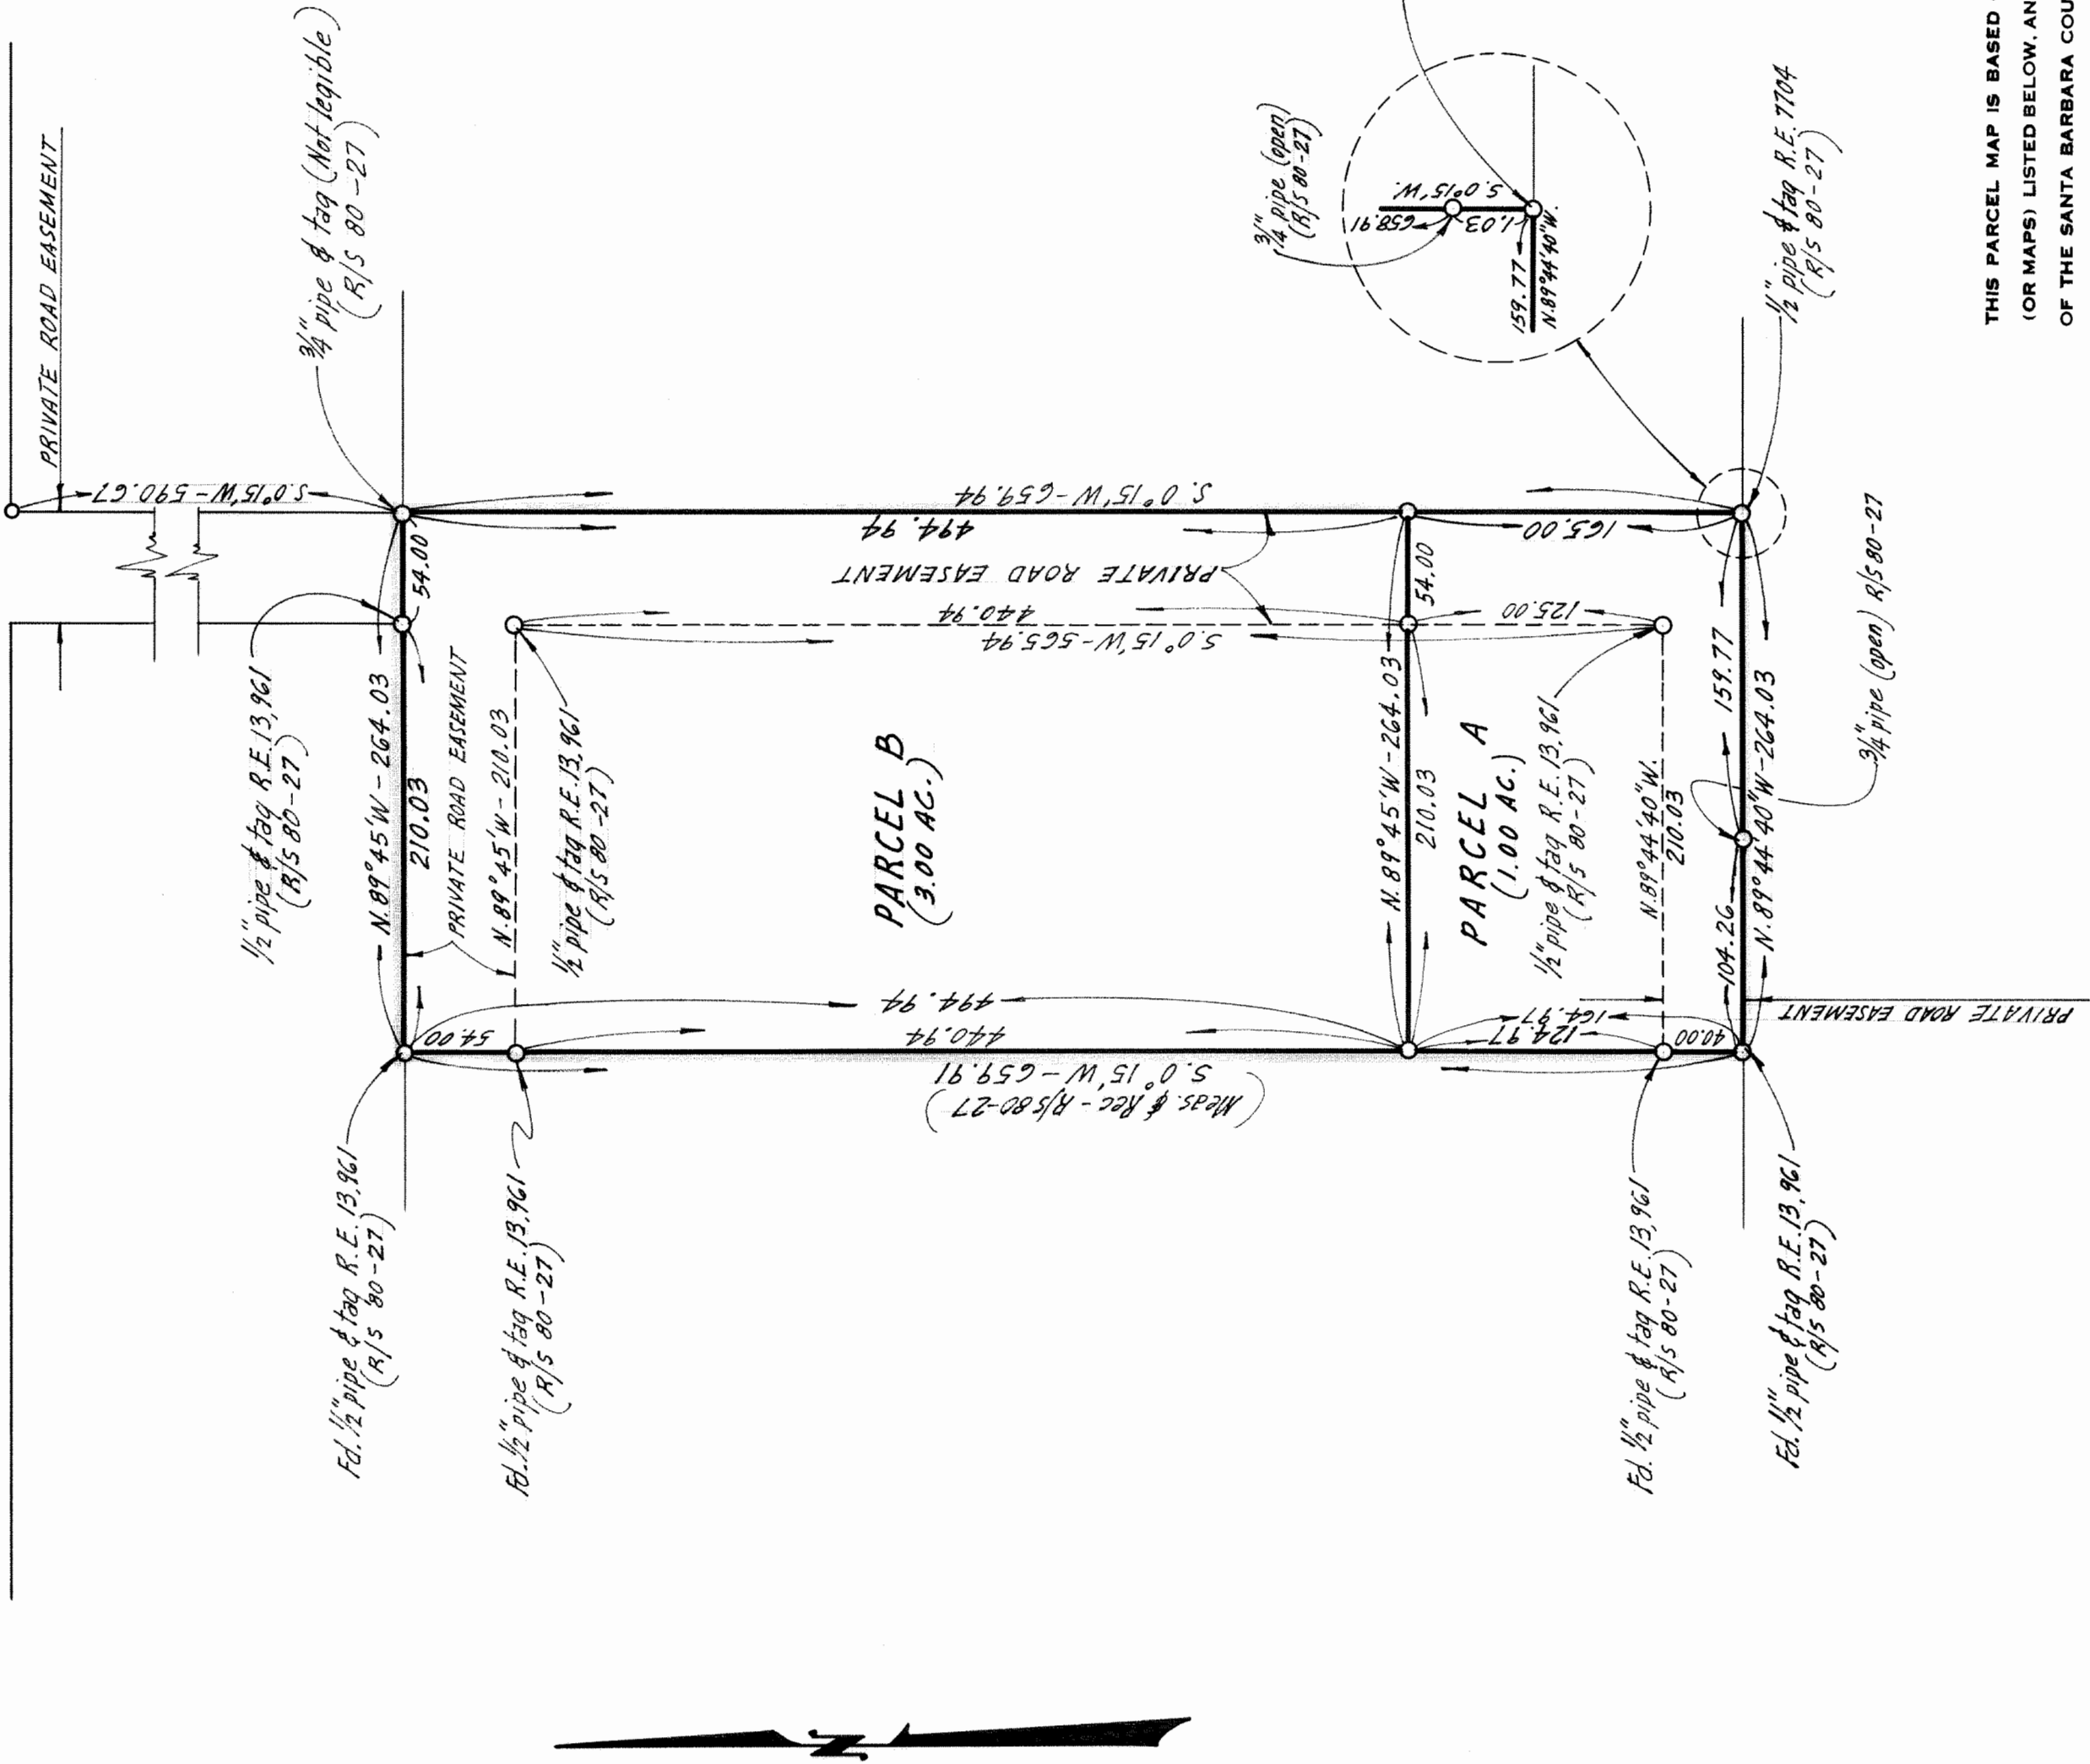 PRIVATE ROAD EASEMENT
S. 0°15'W - 590.67
3/4" pipe & tag (Not legible)
(R/S 80-27)
1/2" pipe & tag R.E. 13,961
(R/S 80-27)
N. 89°45'W - 264.03
54.00
210.03
PRIVATE ROAD EASEMENT
N. 89°45'W - 210.03
1/2" pipe & tag R.E. 13,961
(R/S 80-27)
Fd. 1/2" pipe & tag R.E. 13,961
(R/S 80-27)
Fd. 1/2" pipe & tag R.E. 13,961
(R/S 80-27)
54.00
S. 0°15'W - 659.94
494.94
PRIVATE ROAD EASEMENT
440.94
S. 0°15'W - 565.94
PARCEL B
(3.00 AC.)
494.94
440.94
S. 0°15'W - 659.91
(Meas. & Rec - R/S 80-27)
N. 89°45'W - 264.03
54.00
210.03
165.00
125.00
PARCEL A
(1.00 AC.)
1/2" pipe & tag R.E. 13,961
(R/S 80-27)
N. 89°44'40"W.
210.03
164.97
124.97
40.00
159.77
104.26
N. 89°44'40"W - 264.03
3/4" pipe (open) R/S 80-27
PRIVATE ROAD EASEMENT
Fd. 1/2" pipe & tag R.E. 13,961
(R/S 80-27)
Fd. 1/2" pipe & tag R.E. 13,961
(R/S 80-27)
3/4" pipe (open)
(R/S 80-27)
S. 0°15'W.
658.91
1.03
159.77
N. 89°44'40"W.
1/2" pipe & tag R.E. 7704
(R/S 80-27)
THIS PARCEL MAP IS BASED
(OR MAPS) LISTED BELOW, AN
OF THE SANTA BARBARA COU
N